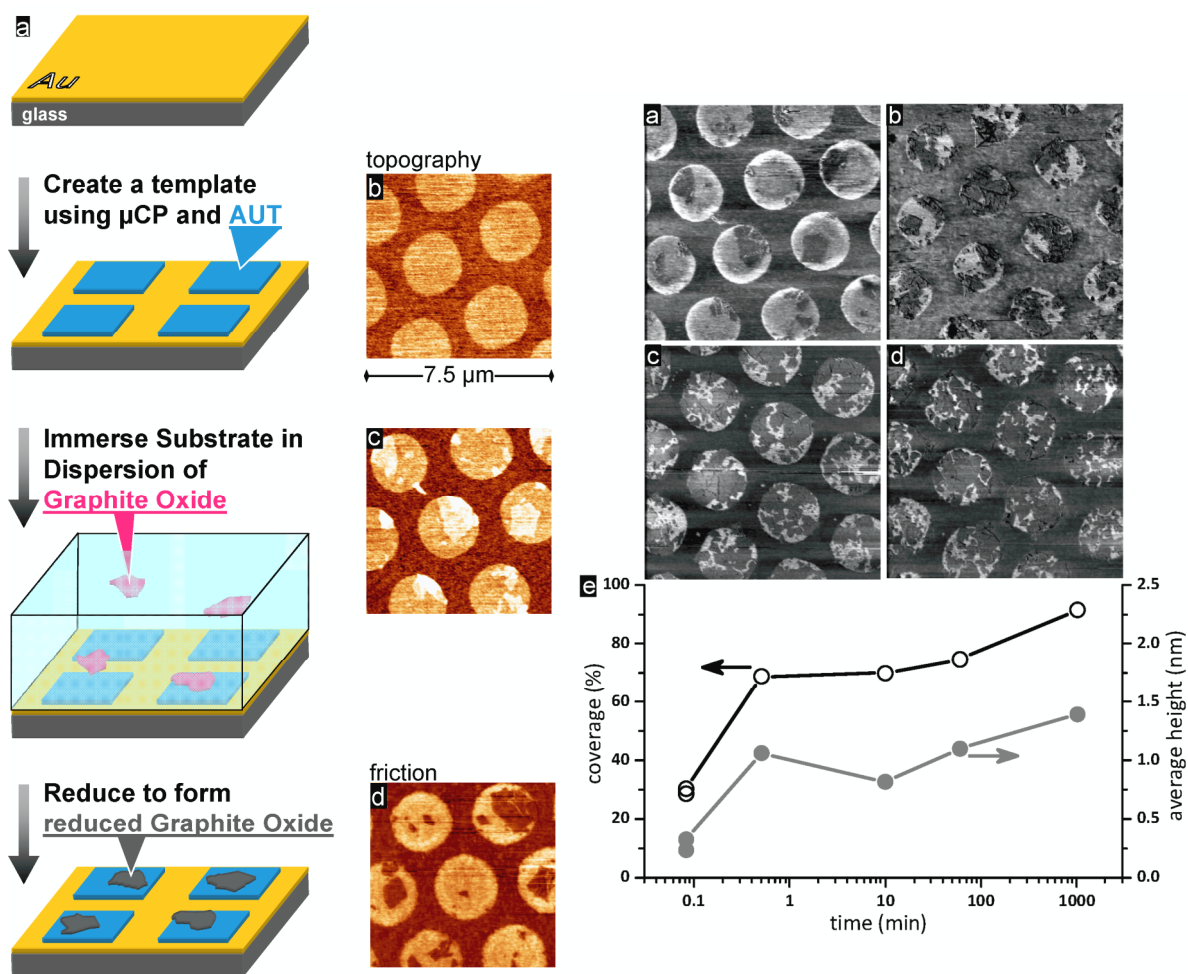 a
Au
glass
Create a template
using µCP and AUT
Immerse Substrate in
Dispersion of
Graphite Oxide
Reduce to form
reduced Graphite Oxide
topography
b
7.5 µm
c
friction
d
a
b
c
d
e
100
80
60
40
20
0
coverage (%)
2.5
2.0
1.5
1.0
0.5
0.0
average height (nm)
0.1
1
10
100
1000
time (min)